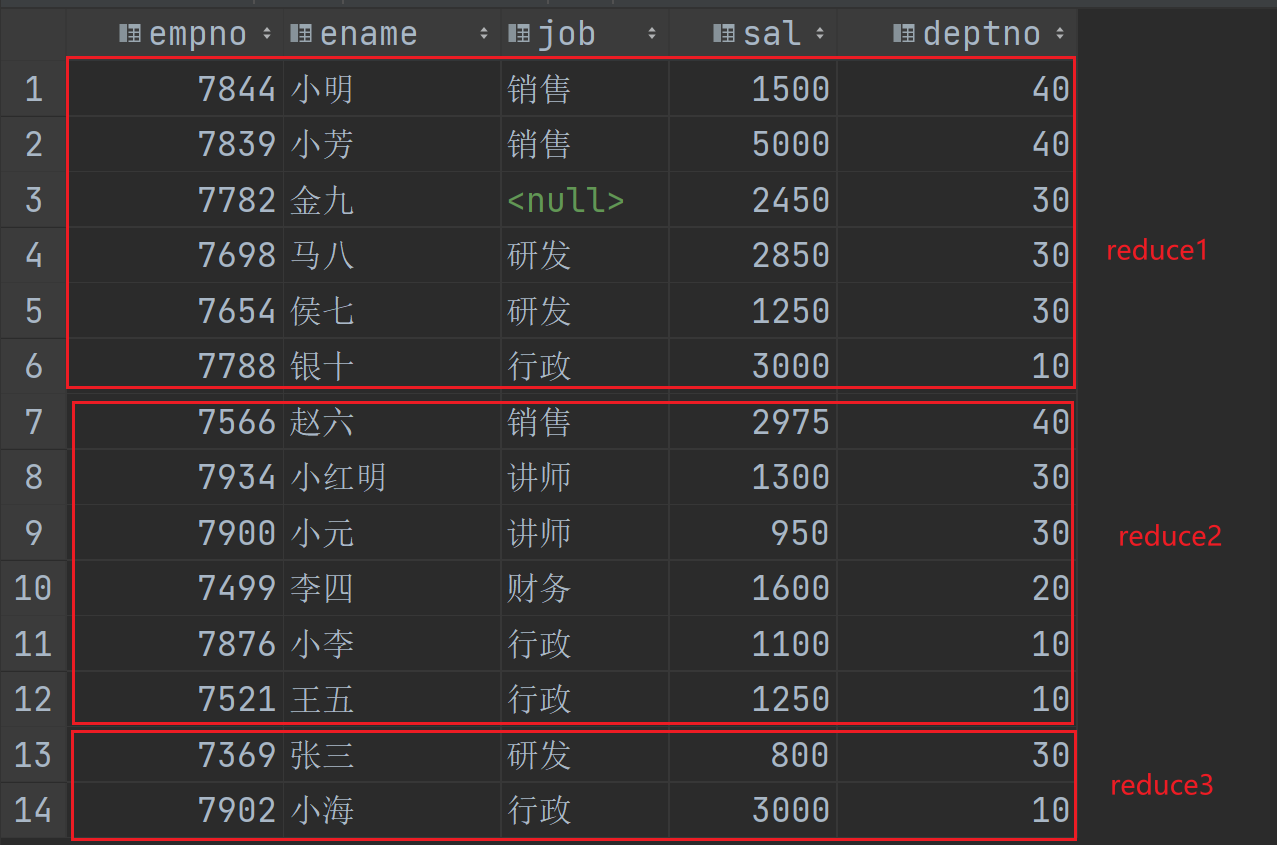 empno ename job sal deptno
1 7844 小明 销售 1500 40
2 7839 小芳 销售 5000 40
3 7782 金九 <null> 2450 30
reduce1
4 7698 马八 研发 2850 30
5 7654 侯七 研发 1250 30
6 7788 银十 行政 3000 10
7 7566 赵六 销售 2975 40
8 7934 小红明 讲师 1300 30
9 7900 小元 讲师 950 30
reduce2
10 7499 李四 财务 1600 20
11 7876 小李 行政 1100 10
12 7521 王五 行政 1250 10
13 7369 张三 研发 800 30
reduce3
14 7902 小海 行政 3000 10